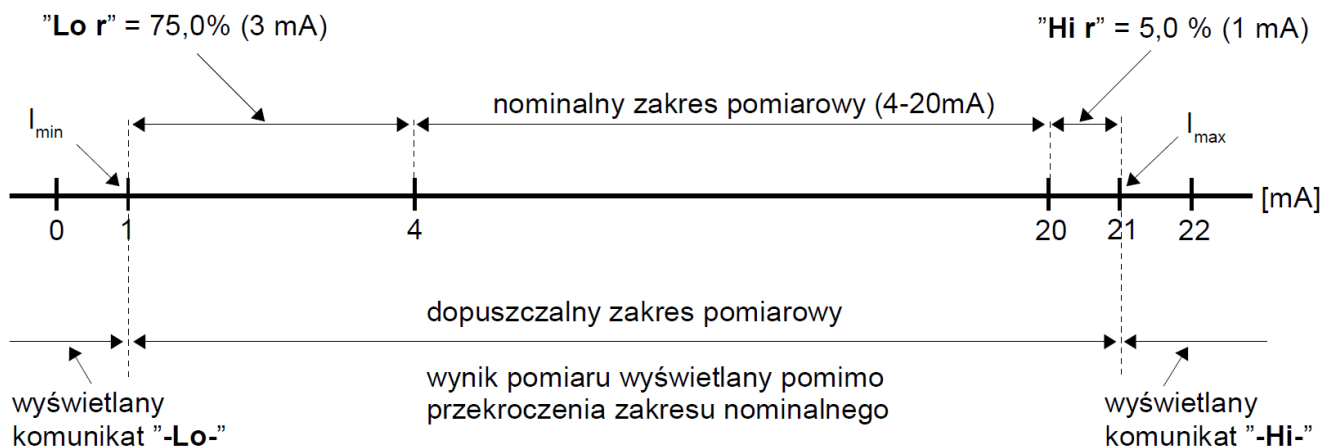 "Lo r" = 75,0% (3 mA)
"Hi r" = 5,0 % (1 mA)
nominalny zakres pomiarowy (4-20mA)
Imin
Imax
[mA]
0 1 4 20 21 22
dopuszczalny zakres pomiarowy
wynik pomiaru wyświetlany pomimo
przekroczenia zakresu nominalnego
wyświetlany
komunikat "-Lo-"
wyświetlany
komunikat "-Hi-"